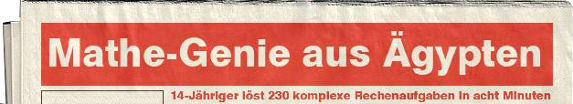 Mathe-Genie aus Ägypten
14-Jähriger löst 230 komplexe Rechenaufgaben in acht Minuten